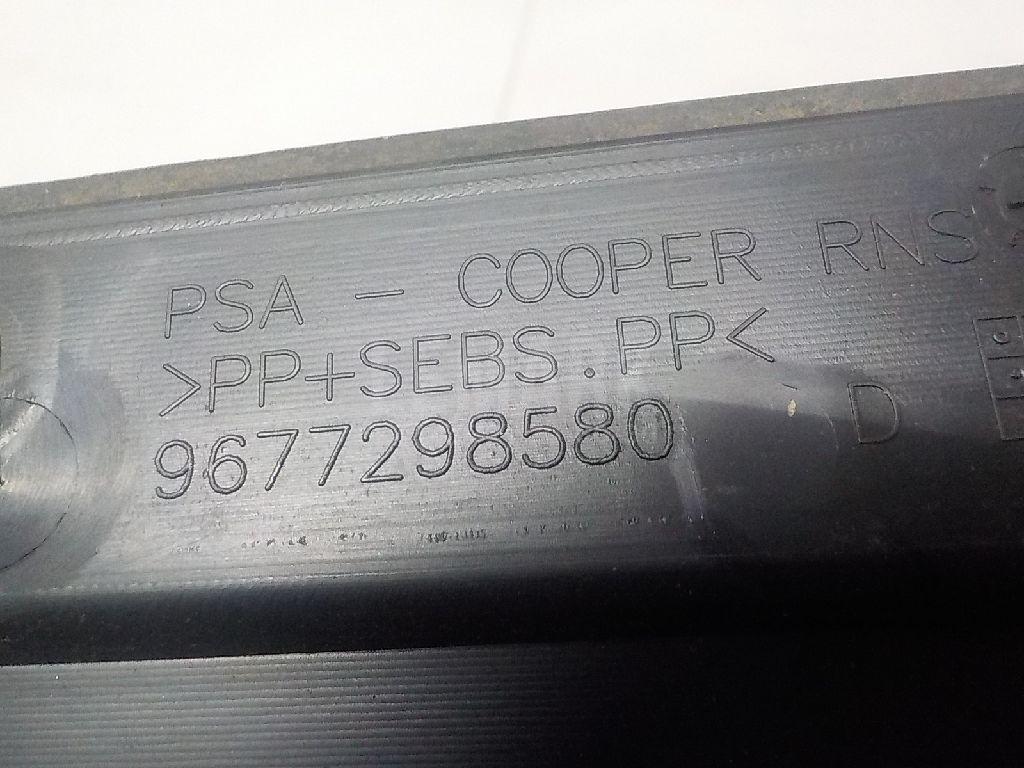 PSA - COOPER RNS
>PP+SEBS.PP<
9677298580 D